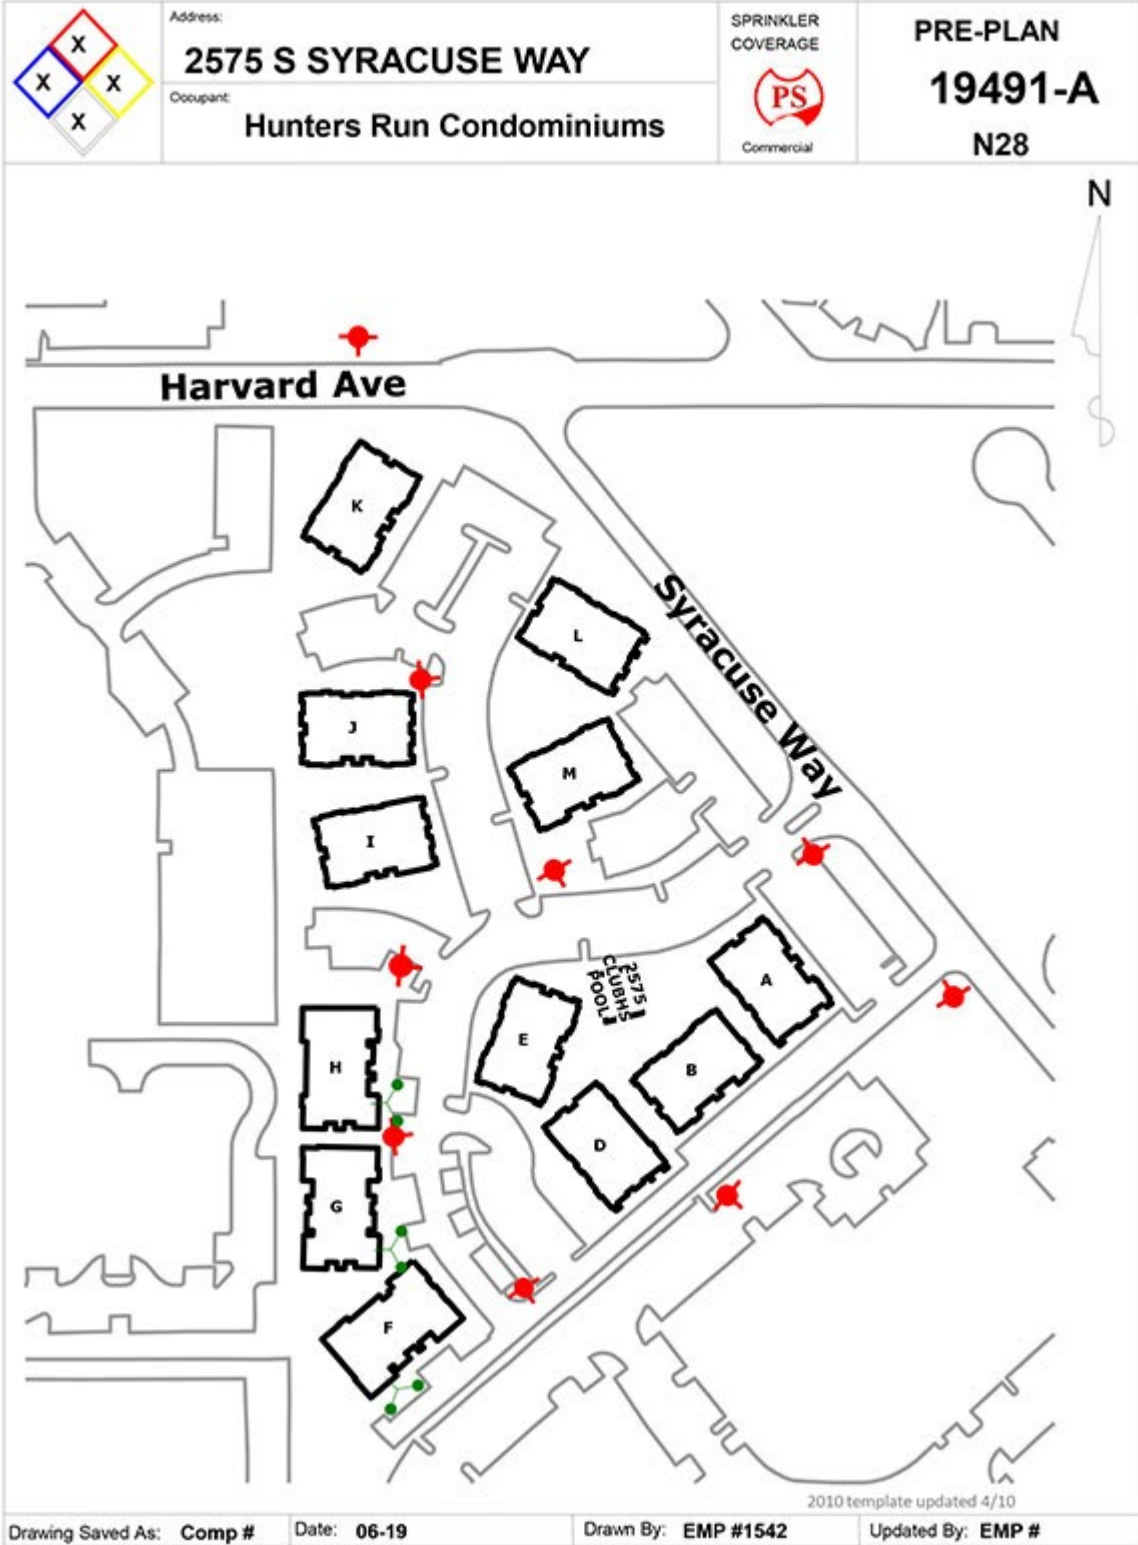 Address:
2575 S SYRACUSE WAY
Occupant:
Hunters Run Condominiums
X
X
X
X
SPRINKLER
COVERAGE
PS
Commercial
PRE-PLAN
19491-A
N28
N
Harvard Ave
Syracuse Way
K
L
J
M
I
A
2575
CLUBHS
&
POOL
E
H
B
D
G
F
2010 template updated 4/10
Drawing Saved As: Comp #
Date: 06-19
Drawn By: EMP #1542
Updated By: EMP #